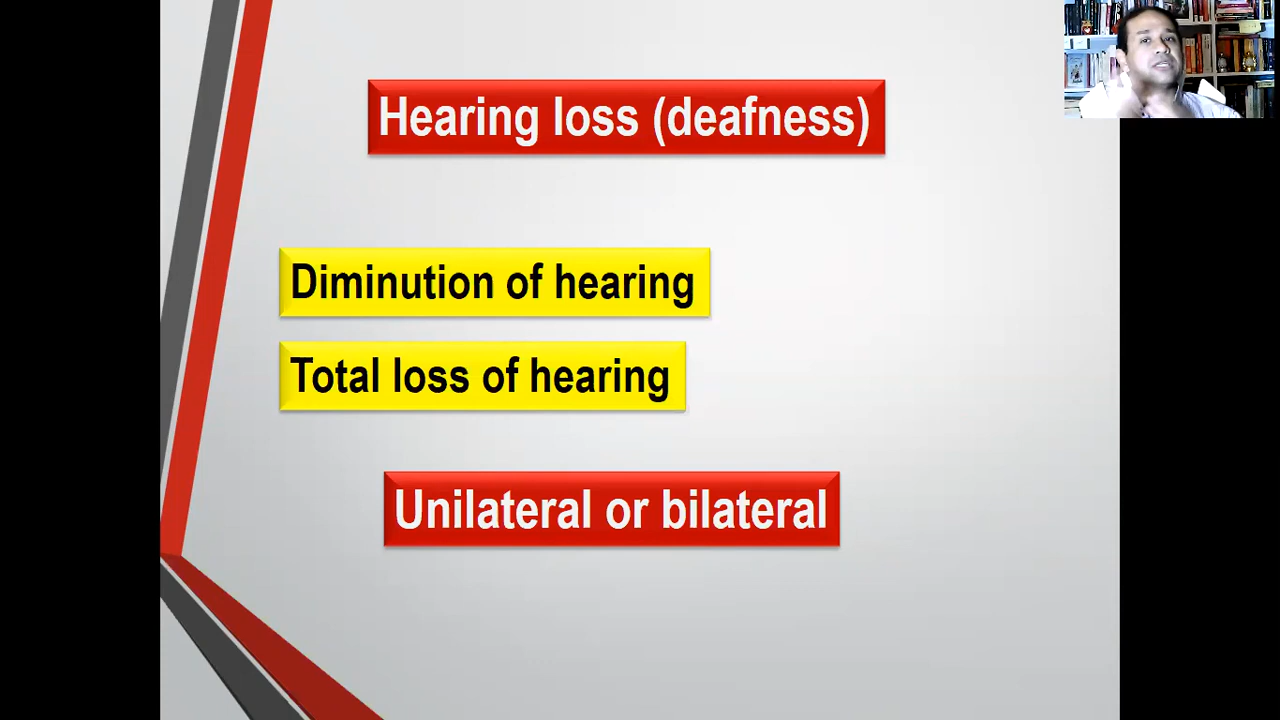 Hearing loss (deafness)
Diminution of hearing
Total loss of hearing
Unilateral or bilateral